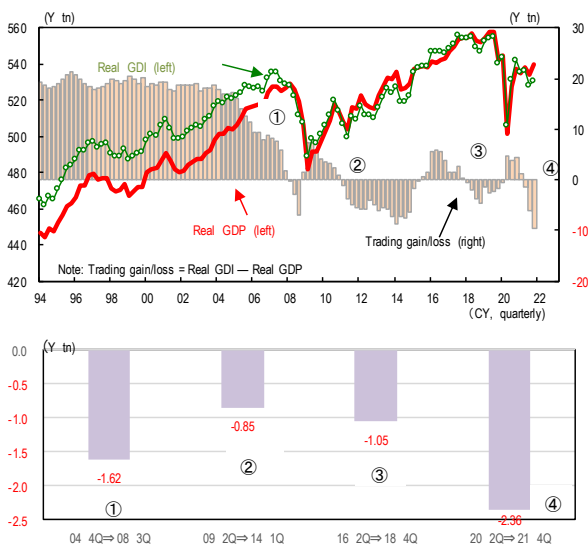 (Y tn) (Y tn)
560 30
540 20
520 10
500 0
480 -10
460 -20
440
420
Real GDI (left)
①
②
③
④
Real GDP (left)
Trading gain/loss (right)
Note: Trading gain/loss = Real GDI — Real GDP
94 96 98 00 02 04 06 08 10 12 14 16 18 20 22
(CY, quarterly)
(Y tn)
0.0
-0.5
-1.0
-1.5
-2.0
-2.5
-1.62
-0.85
-1.05
-2.36
①
②
③
④
04 4Q⇒08 3Q 09 2Q⇒14 1Q 16 2Q⇒18 4Q 20 2Q⇒21 4Q